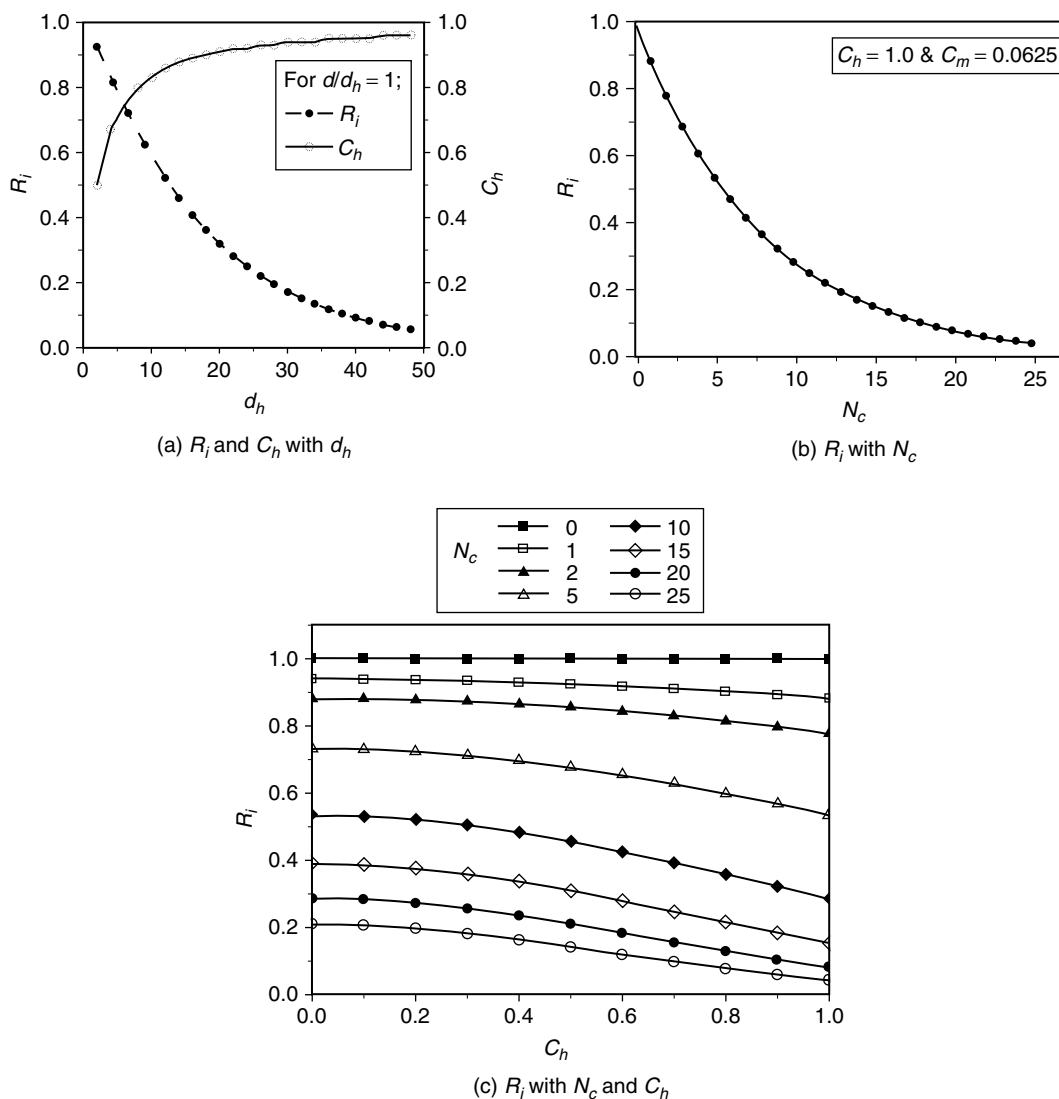 1.0
0.8
0.6
0.4
0.2
0.0
R_i
1.0
0.8
0.6
0.4
0.2
0.0
C_h
For d/d_h = 1;
R_i
C_h
0 10 20 30 40 50
d_h
(a) R_i and C_h with d_h
1.0
0.8
0.6
0.4
0.2
0.0
R_i
C_h = 1.0 & C_m = 0.0625
0 5 10 15 20 25
N_c
(b) R_i with N_c
N_c
0 10
1 15
2 20
5 25
1.0
0.8
0.6
0.4
0.2
0.0
R_i
0.0 0.2 0.4 0.6 0.8 1.0
C_h
(c) R_i with N_c and C_h